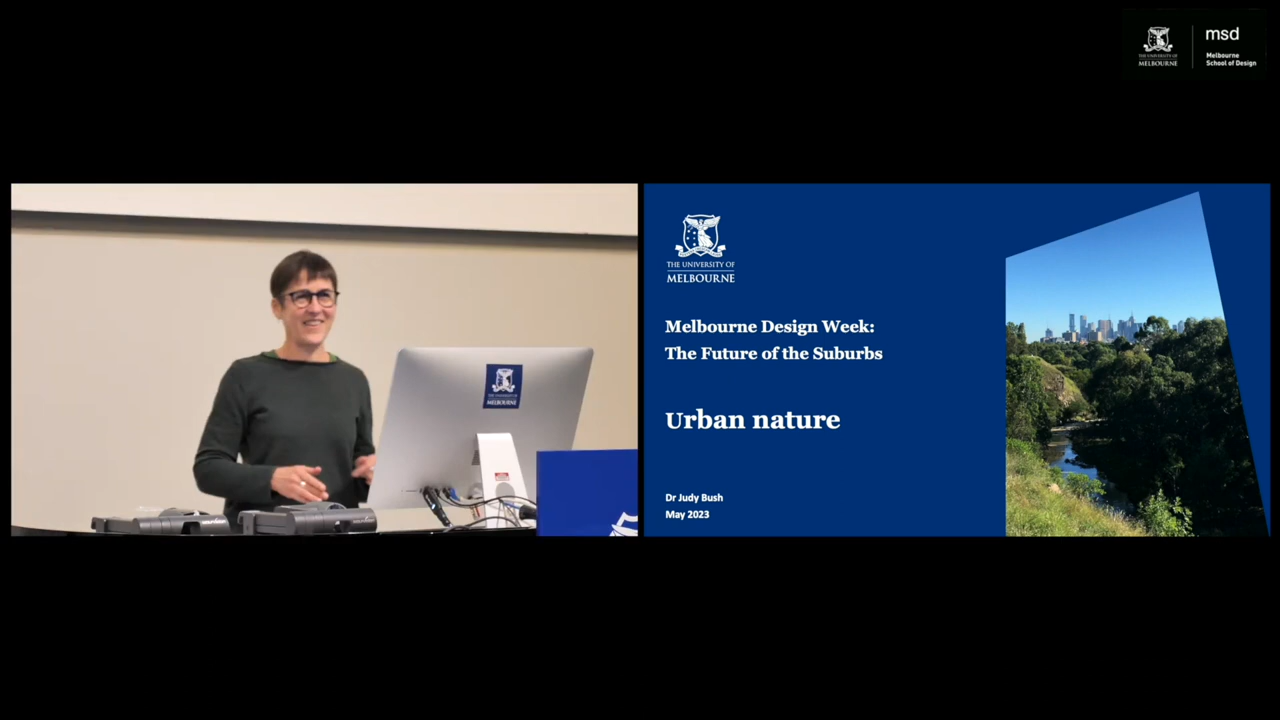 THE UNIVERSITY OF
MELBOURNE
msd
Melbourne
School of Design
THE UNIVERSITY OF
MELBOURNE
Melbourne Design Week:
The Future of the Suburbs
Urban nature
Dr Judy Bush
May 2023
MELBOURNE